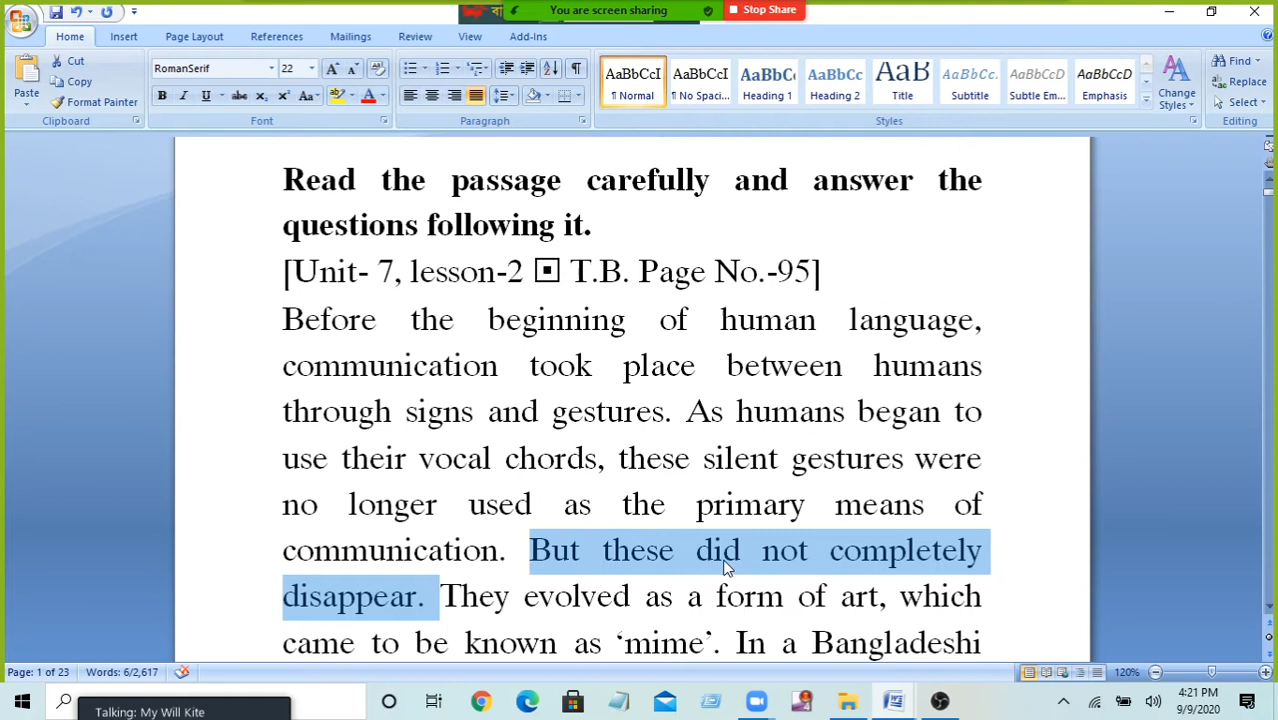 বা
You are screen sharing
Stop Share
Home Insert Page Layout References Mailings Review View Add-Ins
Paste
Cut
Copy
Format Painter
Clipboard
RomanSerif 22
Font
Paragraph
AaBbCcI AaBbCcI AaBbC AaBbCc AaB AaBbCc. AaBbCcD AaBbCcD
¶ Normal ¶ No Spaci... Heading 1 Heading 2 Title Subtitle Subtle Em... Emphasis
Styles
Change
Styles
Find
Replace
Select
Editing
Read the passage carefully and answer the
questions following it.
[Unit- 7, lesson-2 ▣ T.B. Page No.-95]
Before the beginning of human language,
communication took place between humans
through signs and gestures. As humans began to
use their vocal chords, these silent gestures were
no longer used as the primary means of
communication. But these did not completely
disappear. They evolved as a form of art, which
came to be known as ‘mime’. In a Bangladeshi
Page: 1 of 23 Words: 6/2,617 120%
Talking: My Will Kite
4:21 PM
9/9/2020